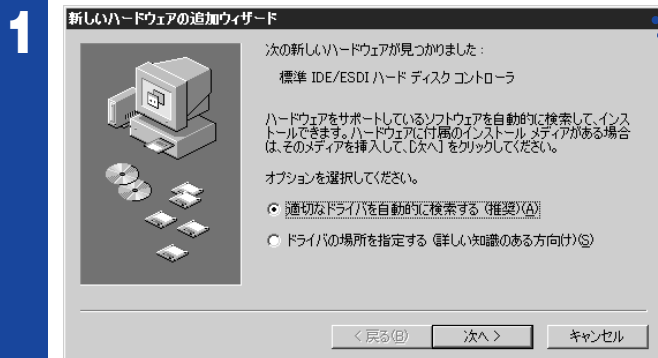 1
新しいハードウェアの追加ウィザード
次の新しいハードウェアが見つかりました:
標準 IDE/ESDI ハード ディスク コントローラ
ハードウェアをサポートしているソフトウェアを自動的に検索して、インス
トールできます。ハードウェアに付属のインストール メディアがある場合
は、そのメディアを挿入して、[次へ] をクリックしてください。
オプションを選択してください。
適切なドライバを自動的に検索する (推奨)(A)
ドライバの場所を指定する (詳しい知識のある方向け)(S)
< 戻る(B) 次へ > キャンセル